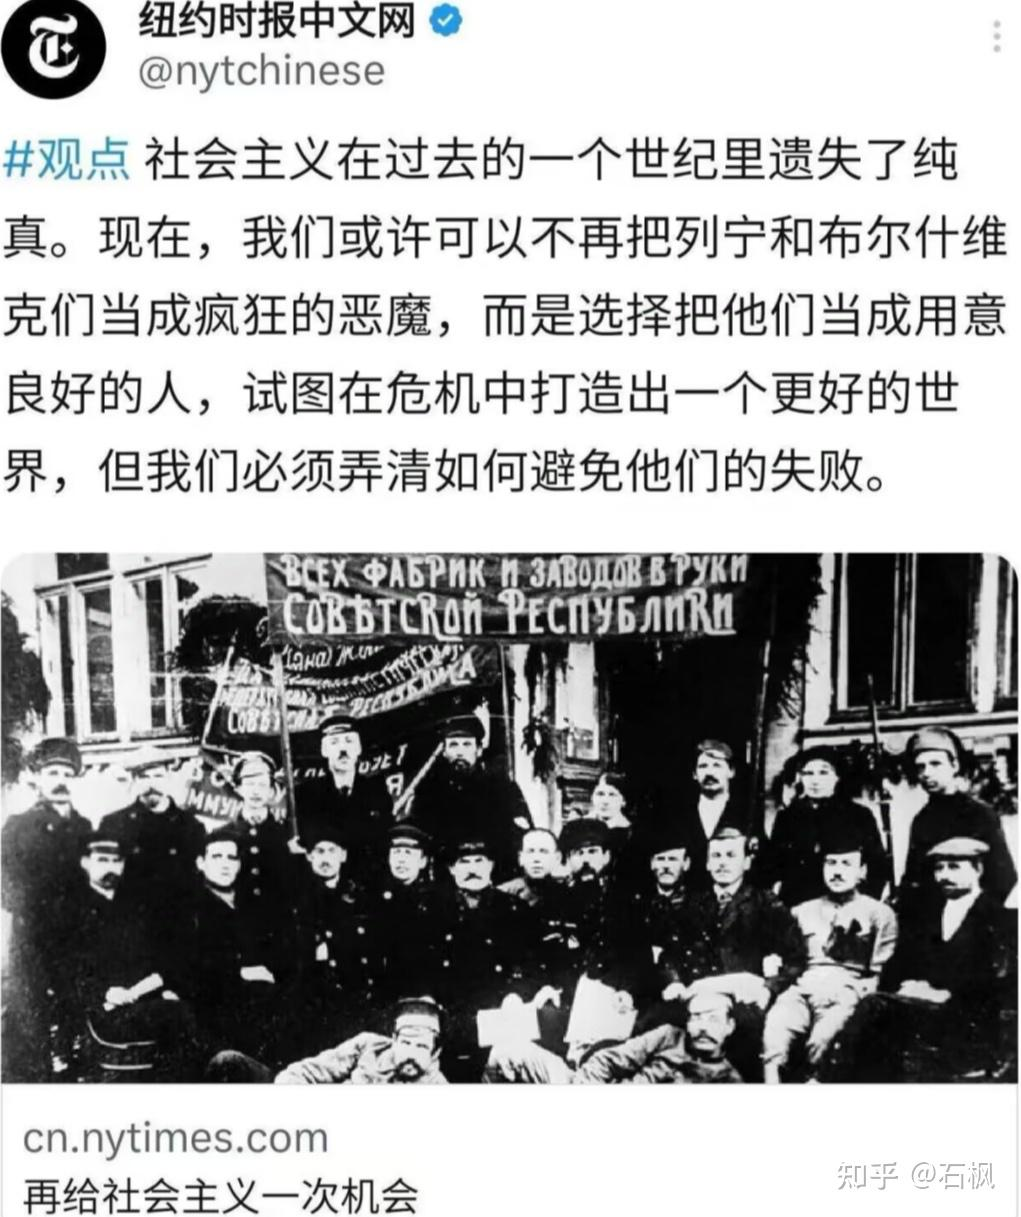 纽约时报中文网
@nytchinese
#观点 社会主义在过去的一个世纪里遗失了纯
真。现在，我们或许可以不再把列宁和布尔什维
克们当成疯狂的恶魔，而是选择把他们当成用意
良好的人，试图在危机中打造出一个更好的世
界，但我们必须弄清如何避免他们的失败。
ВСЕХ ФАБРИК И ЗАВОДОВ В РУКИ
СОВѢТСКОЙ РЕСПУБЛИКИ
РЕСПУБЛИКА
cn.nytimes.com
再给社会主义一次机会
知乎 @石枫